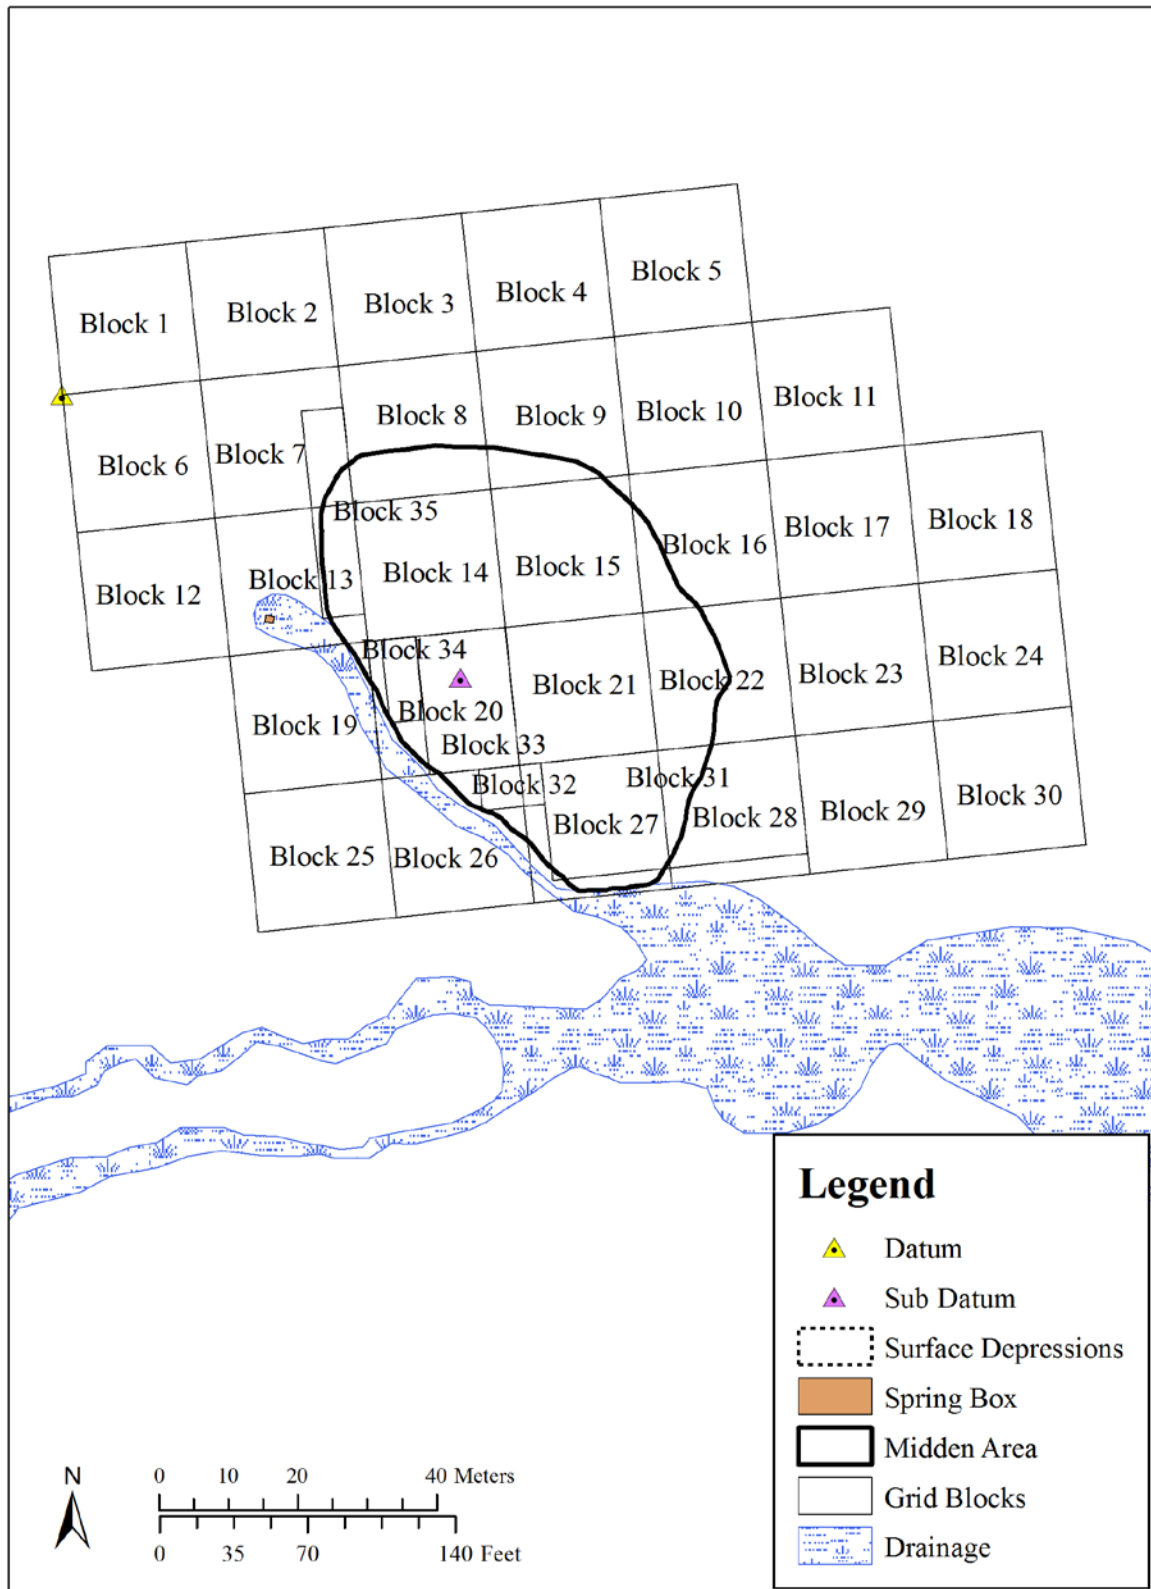 Block 1
Block 2
Block 3
Block 4
Block 5
Block 6
Block 7
Block 8
Block 9
Block 10
Block 11
Block 12
Block 13
Block 35
Block 14
Block 15
Block 16
Block 17
Block 18
Block 19
Block 34
Block 20
Block 33
Block 21
Block 22
Block 23
Block 24
Block 25
Block 26
Block 32
Block 27
Block 31
Block 28
Block 29
Block 30
Legend
Datum
Sub Datum
Surface Depressions
Spring Box
Midden Area
Grid Blocks
Drainage
N
0 10 20 40 Meters
0 35 70 140 Feet